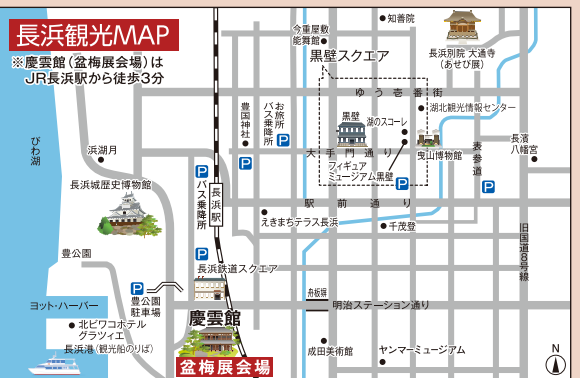 長浜観光MAP
※慶雲館（盆梅展会場）は
JR長浜駅から徒歩3分
知善院
今重屋敷
能舞館
黒壁スクエア
長浜別院 大通寺
（あせび展）
ゆう壱番街
湖北観光情報センター
豊国神社
お旅所
バス乗降所
P
黒壁
湖のスコーレ
びわ湖
浜湖月
大手門通り
曳山博物館
表参道
長濱
八幡宮
フィギュア
ミュージアム黒壁
P
P
P
P
長浜城歴史博物館
バス乗降所
長浜駅
駅前通り
えきまちテラス長浜
千茂登
旧国道8号線
豊公園
P
長浜鉄道スクエア
P
豊公園
駐車場
舟板塀
明治ステーション通り
ヨット・ハーバー
慶雲館
北ビワコホテル
グラツィエ
長浜港（観光船のりば）
成田美術館
ヤンマーミュージアム
盆梅展会場
N